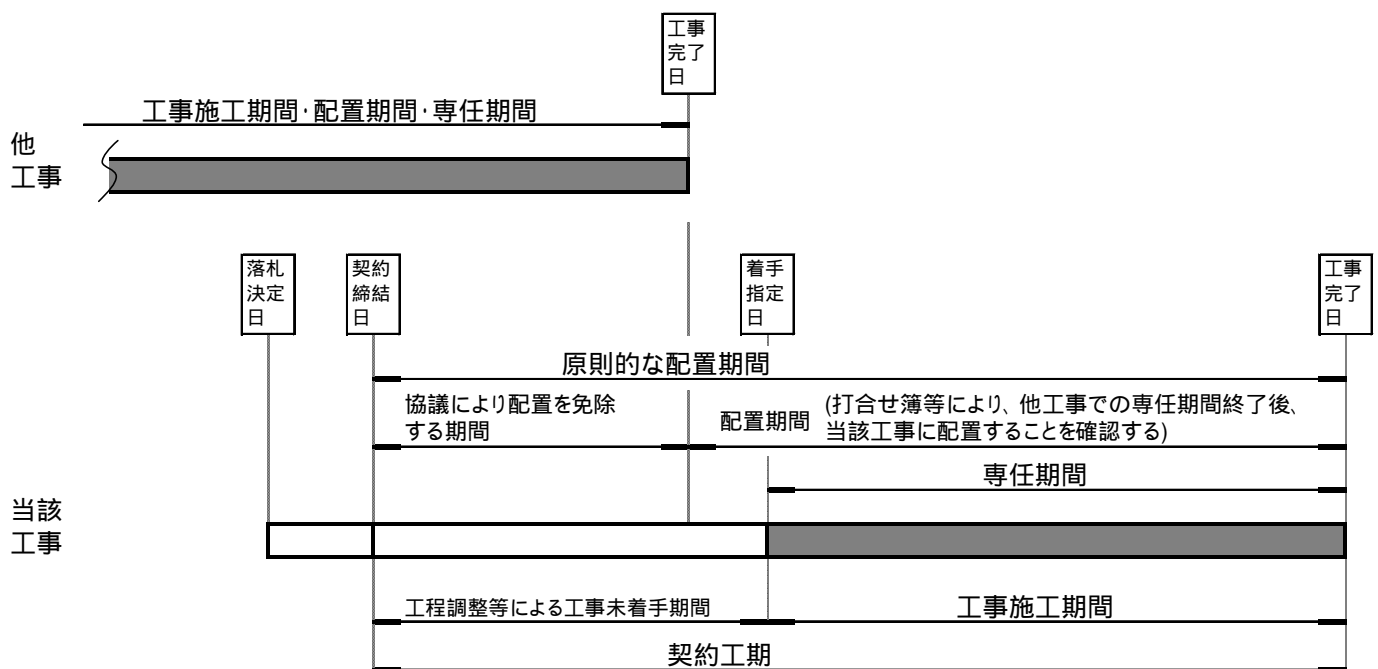 工事
完了
日
工事施工期間・配置期間・専任期間
他
工事
落札
決定
日
契約
締結
日
着手
指定
日
工事
完了
日
原則的な配置期間
協議により配置を免除
する期間
配置期間
(打合せ簿等により、他工事での専任期間終了後、
当該工事に配置することを確認する)
専任期間
当該
工事
工程調整等による工事未着手期間
工事施工期間
契約工期